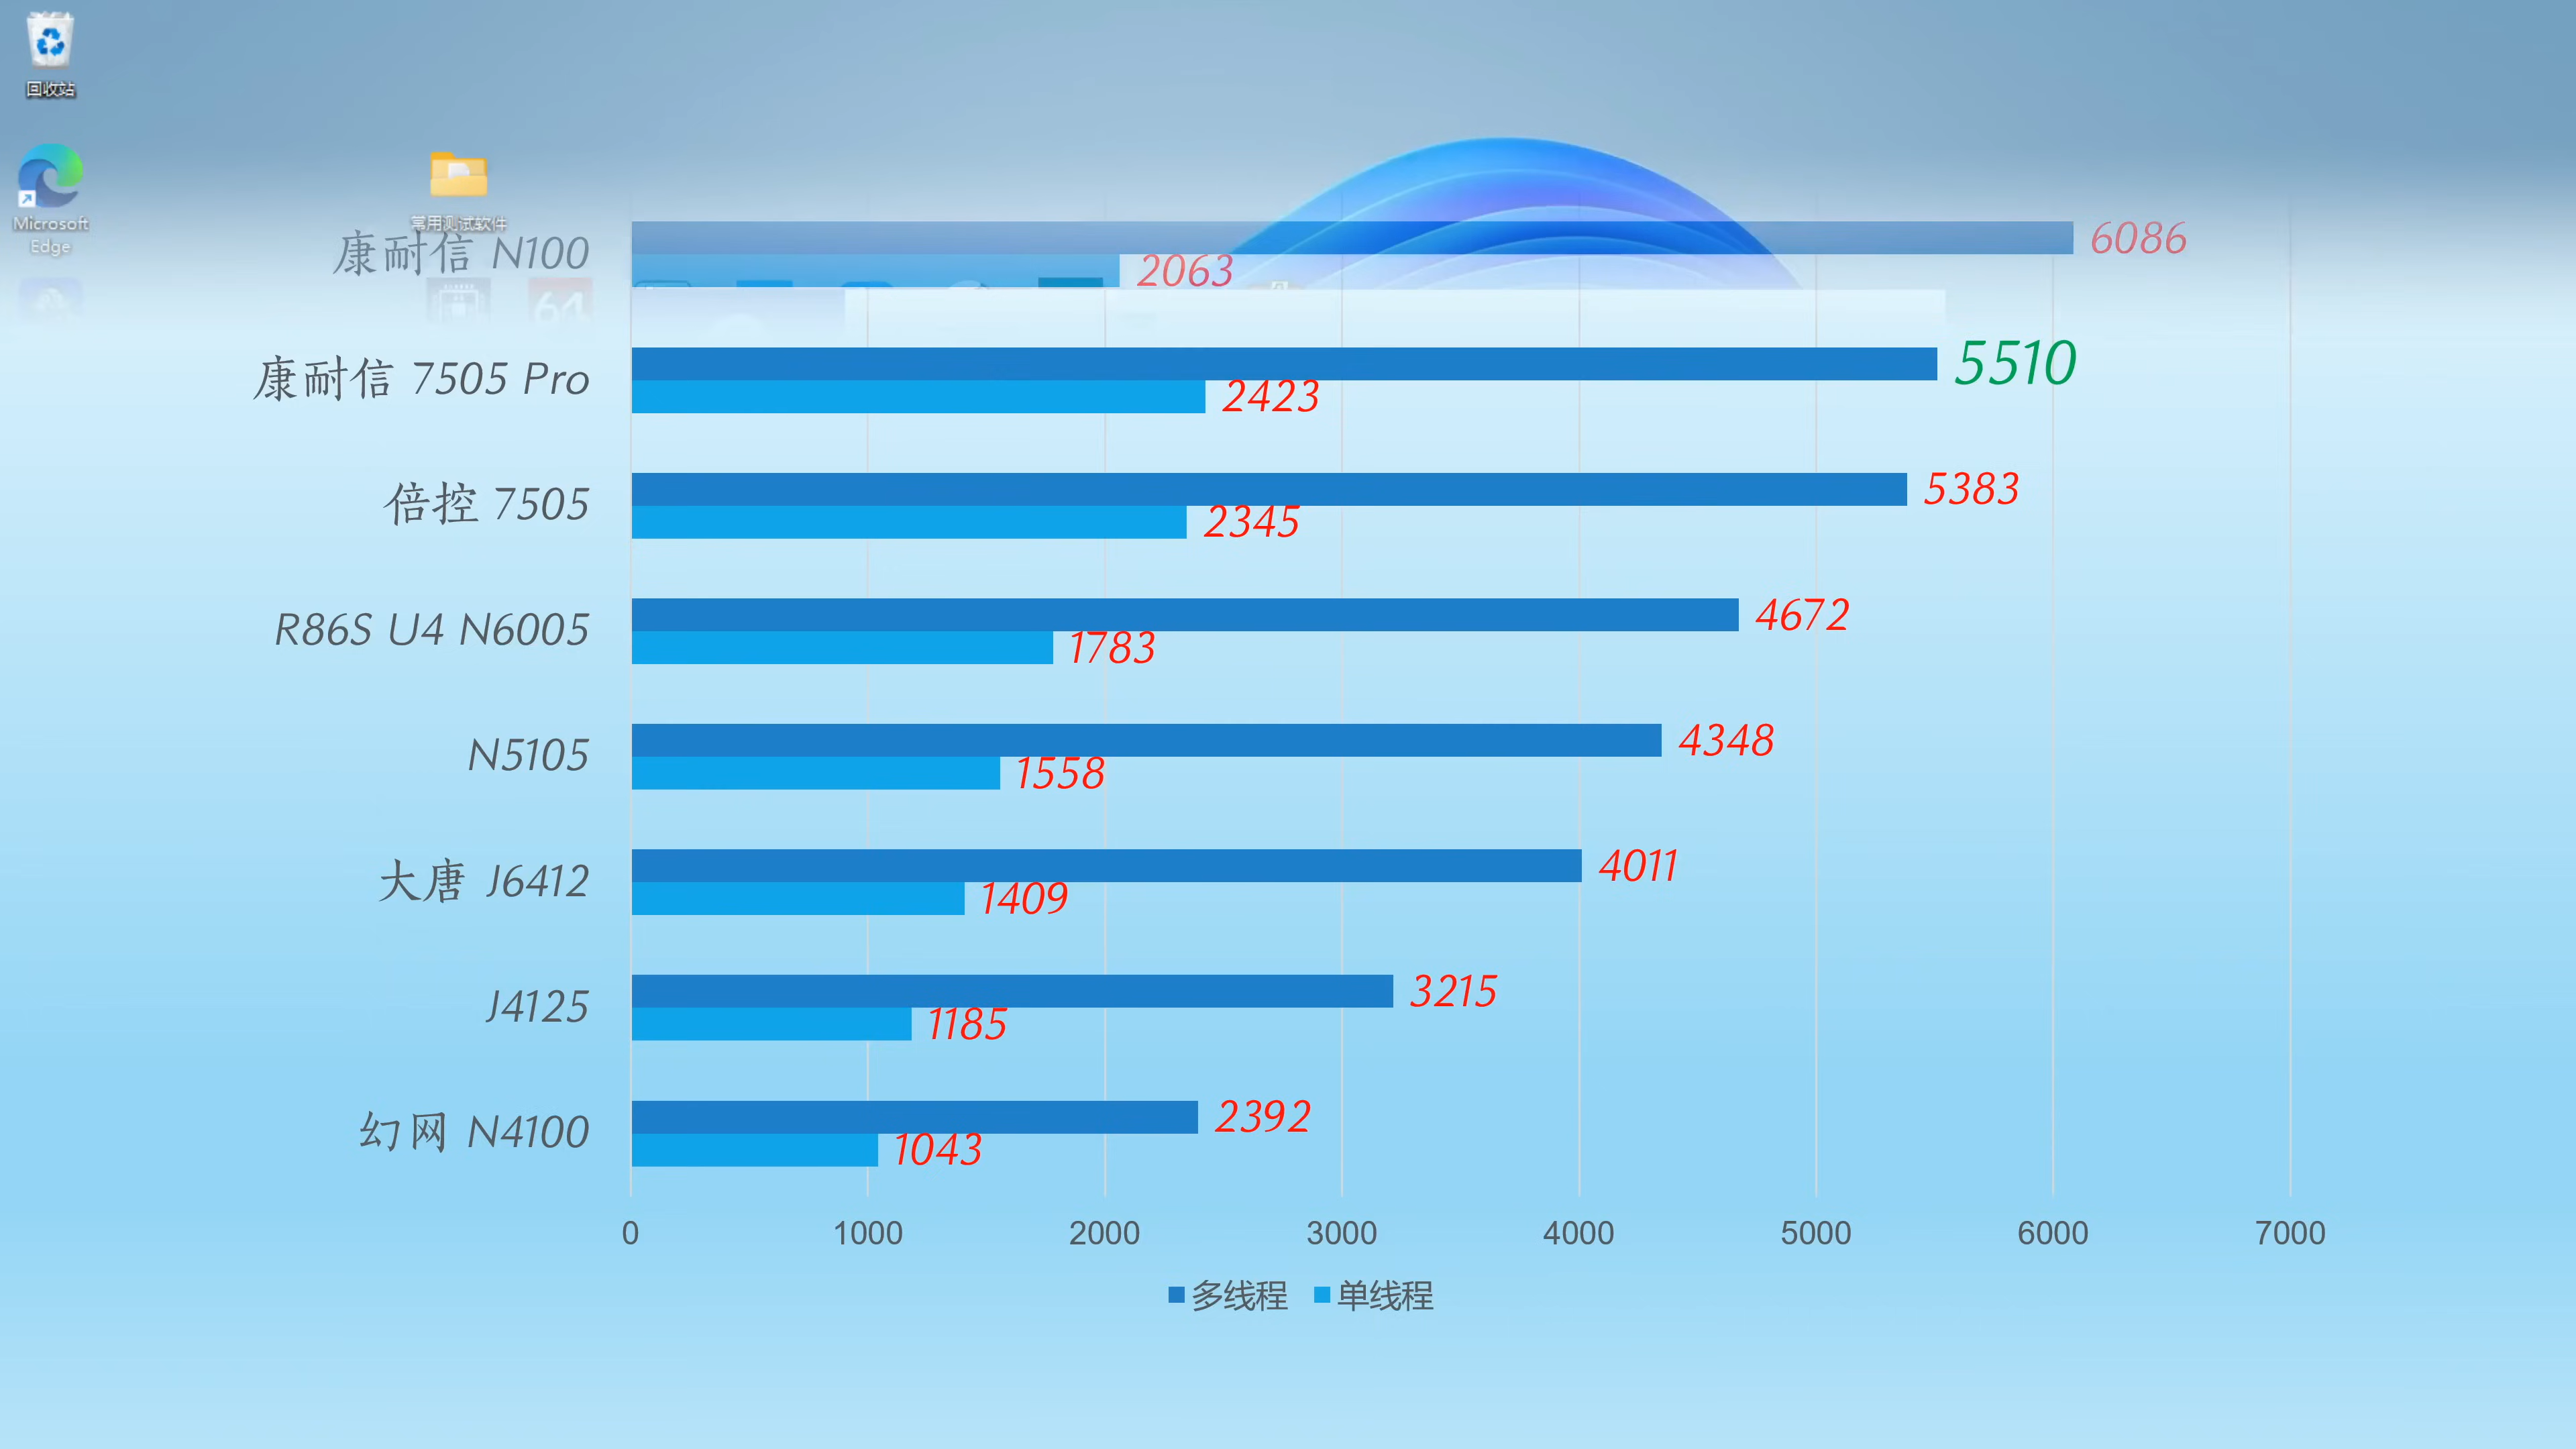 回收站
Microsoft
Edge
常用测试软件
64
康耐信 N100
6086
2063
康耐信 7505 Pro
5510
2423
倍控 7505
5383
2345
R86S U4 N6005
4672
1783
N5105
4348
1558
大唐 J6412
4011
1409
J4125
3215
1185
幻网 N4100
2392
1043
0 1000 2000 3000 4000 5000 6000 7000
多线程 单线程